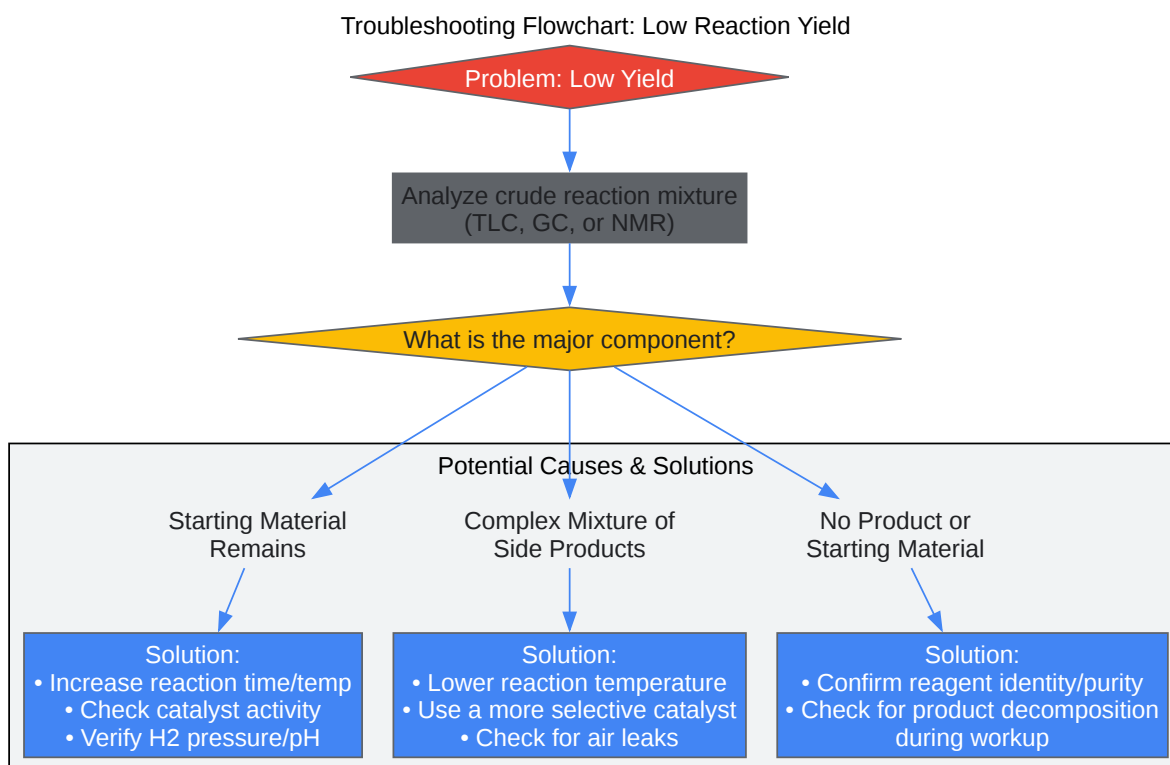 Troubleshooting Flowchart: Low Reaction Yield
Problem: Low Yield
Analyze crude reaction mixture
(TLC, GC, or NMR)
What is the major component?
Potential Causes & Solutions
Starting Material
Remains
Complex Mixture of
Side Products
No Product or
Starting Material
Solution:
• Increase reaction time/temp
• Check catalyst activity
• Verify H2 pressure/pH
Solution:
• Lower reaction temperature
• Use a more selective catalyst
• Check for air leaks
Solution:
• Confirm reagent identity/purity
• Check for product decomposition
during workup